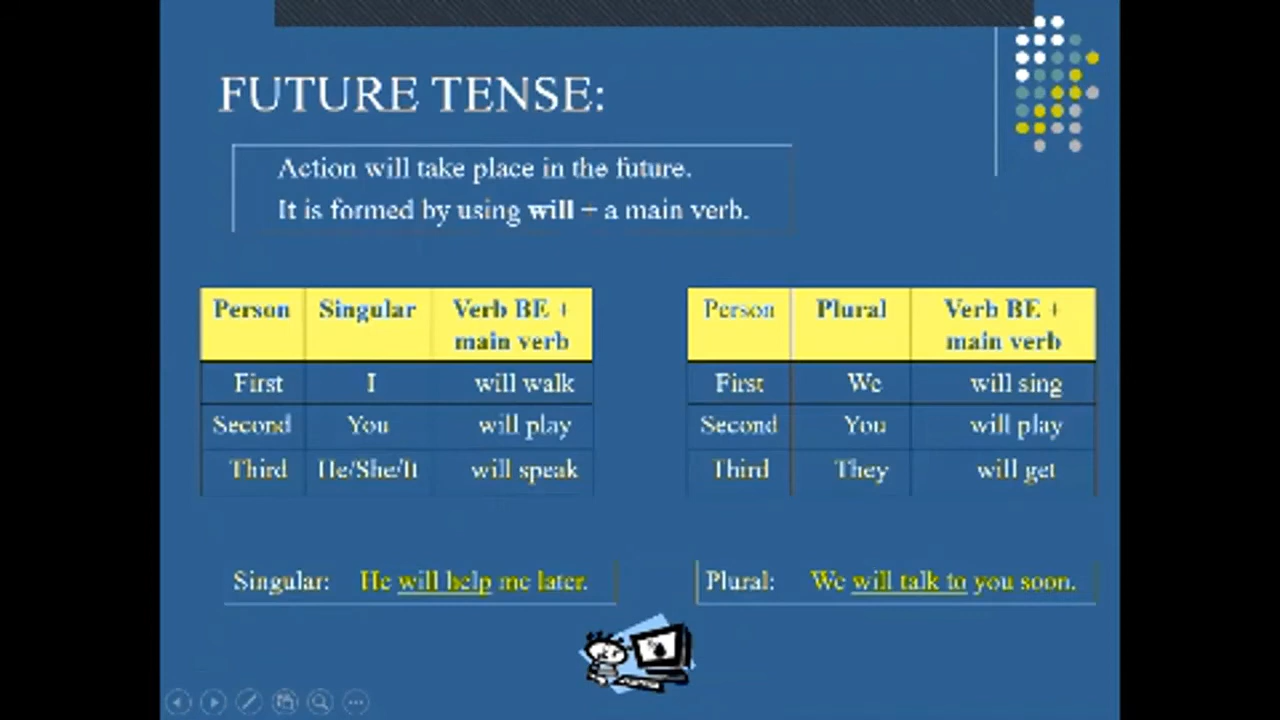 FUTURE TENSE:
Action will take place in the future.
It is formed by using will + a main verb.
Person Singular Verb BE +
main verb
First I will walk
Second You will play
Third He/She/It will speak
Person Plural Verb BE +
main verb
First We will sing
Second You will play
Third They will get
Singular: He will help me later.
Plural: We will talk to you soon.